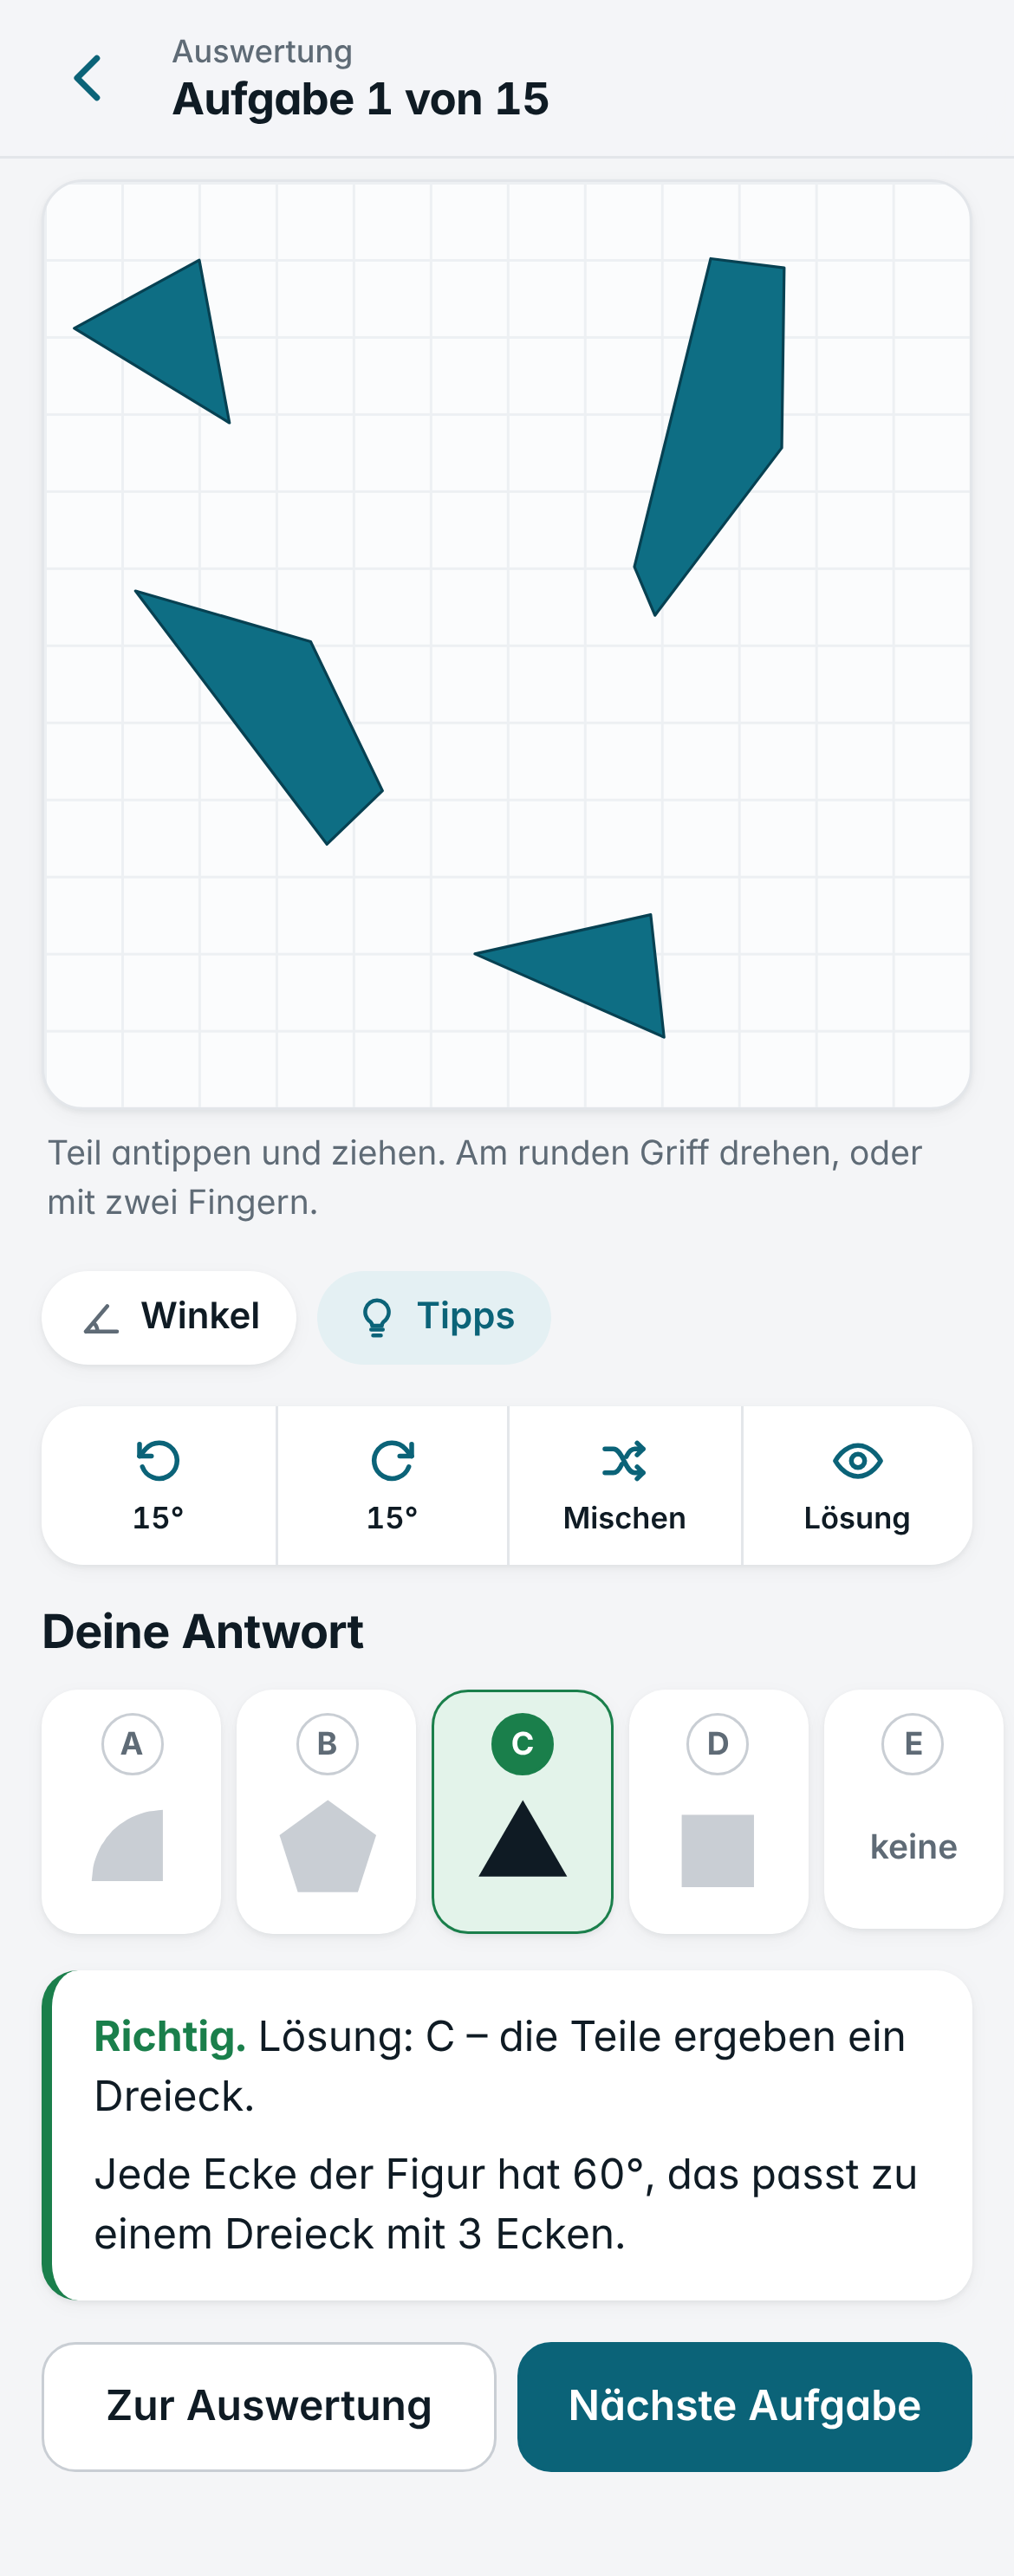 Auswertung
Aufgabe 1 von 15
Teil antippen und ziehen. Am runden Griff drehen, oder
mit zwei Fingern.
Winkel
Tipps
15°
15°
Mischen
Lösung
Deine Antwort
A
B
C
D
E
keine
Richtig. Lösung: C – die Teile ergeben ein
Dreieck.
Jede Ecke der Figur hat 60°, das passt zu
einem Dreieck mit 3 Ecken.
Zur Auswertung
Nächste Aufgabe